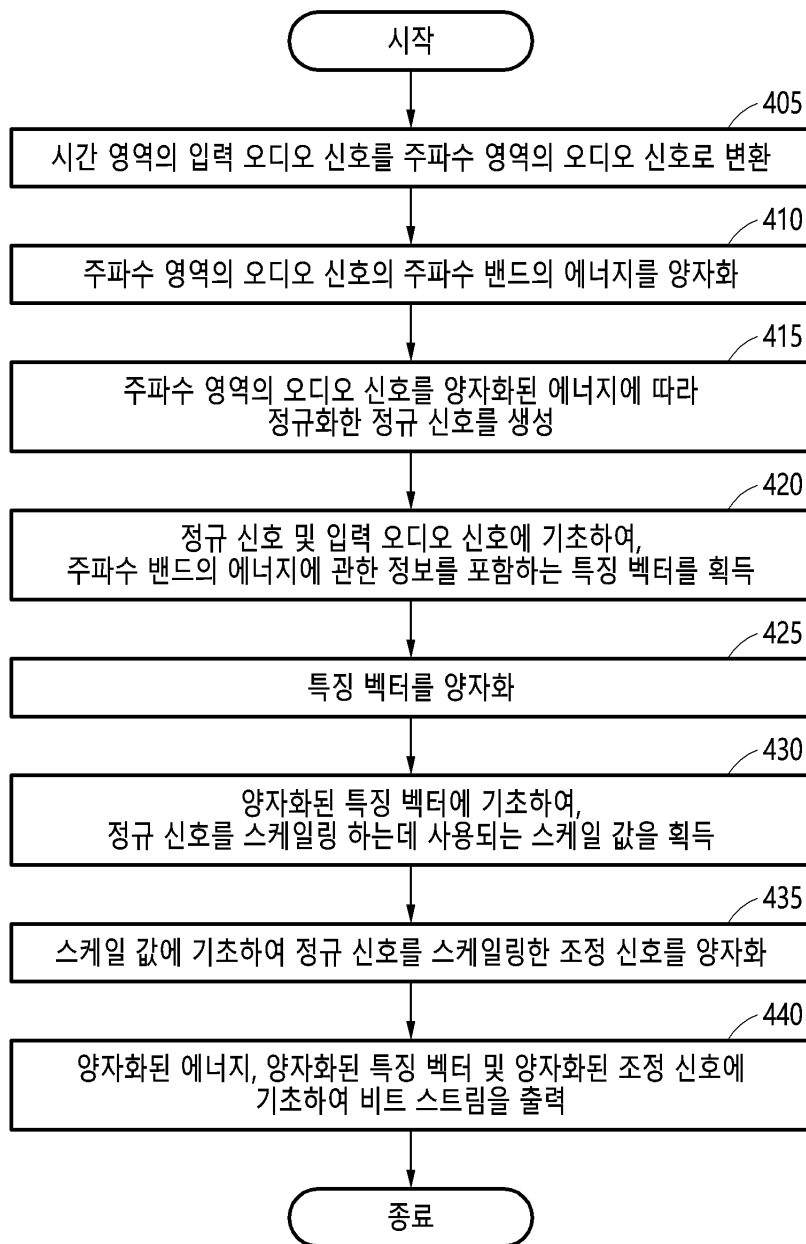 시작
405
시간 영역의 입력 오디오 신호를 주파수 영역의 오디오 신호로 변환
410
주파수 영역의 오디오 신호의 주파수 밴드의 에너지를 양자화
415
주파수 영역의 오디오 신호를 양자화된 에너지에 따라
정규화한 정규 신호를 생성
420
정규 신호 및 입력 오디오 신호에 기초하여,
주파수 밴드의 에너지에 관한 정보를 포함하는 특징 벡터를 획득
425
특징 벡터를 양자화
430
양자화된 특징 벡터에 기초하여,
정규 신호를 스케일링 하는데 사용되는 스케일 값을 획득
435
스케일 값에 기초하여 정규 신호를 스케일링한 조정 신호를 양자화
440
양자화된 에너지, 양자화된 특징 벡터 및 양자화된 조정 신호에
기초하여 비트 스트림을 출력
종료